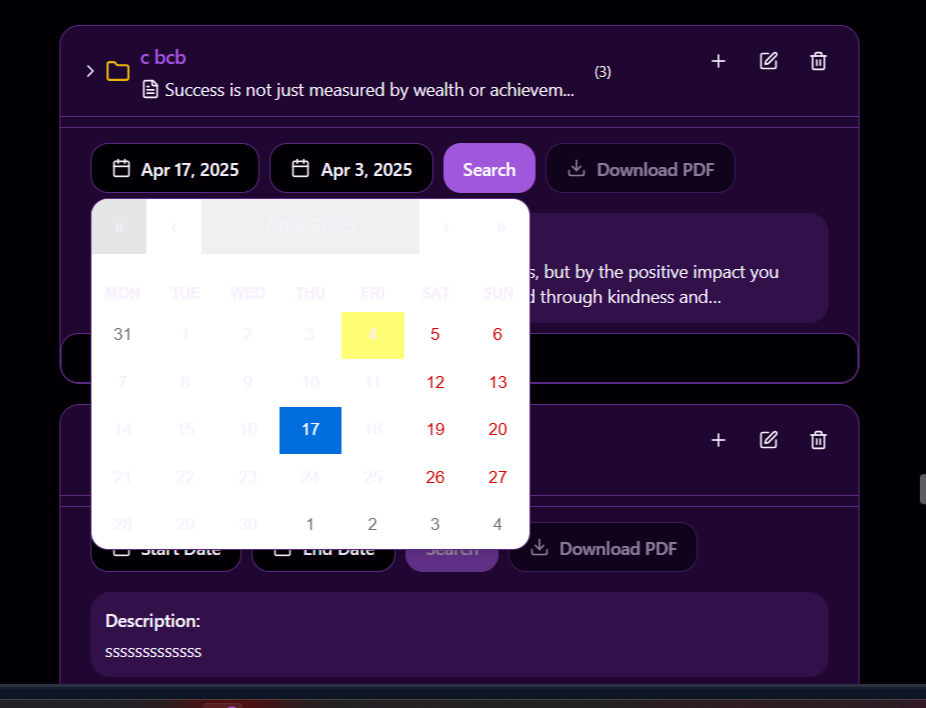 c bcb
Success is not just measured by wealth or achievem...
(3)
Apr 17, 2025 Apr 3, 2025 Search Download PDF
« ‹ April 2025 › »
MON TUE WED THU FRI SAT SUN
31 1 2 3 4 5 6
7 8 9 10 11 12 13
14 15 16 17 18 19 20
21 22 23 24 25 26 27
28 29 30 1 2 3 4
s, but by the positive impact you
through kindness and...
Start Date End Date Search Download PDF
Description:
sssssssssssss